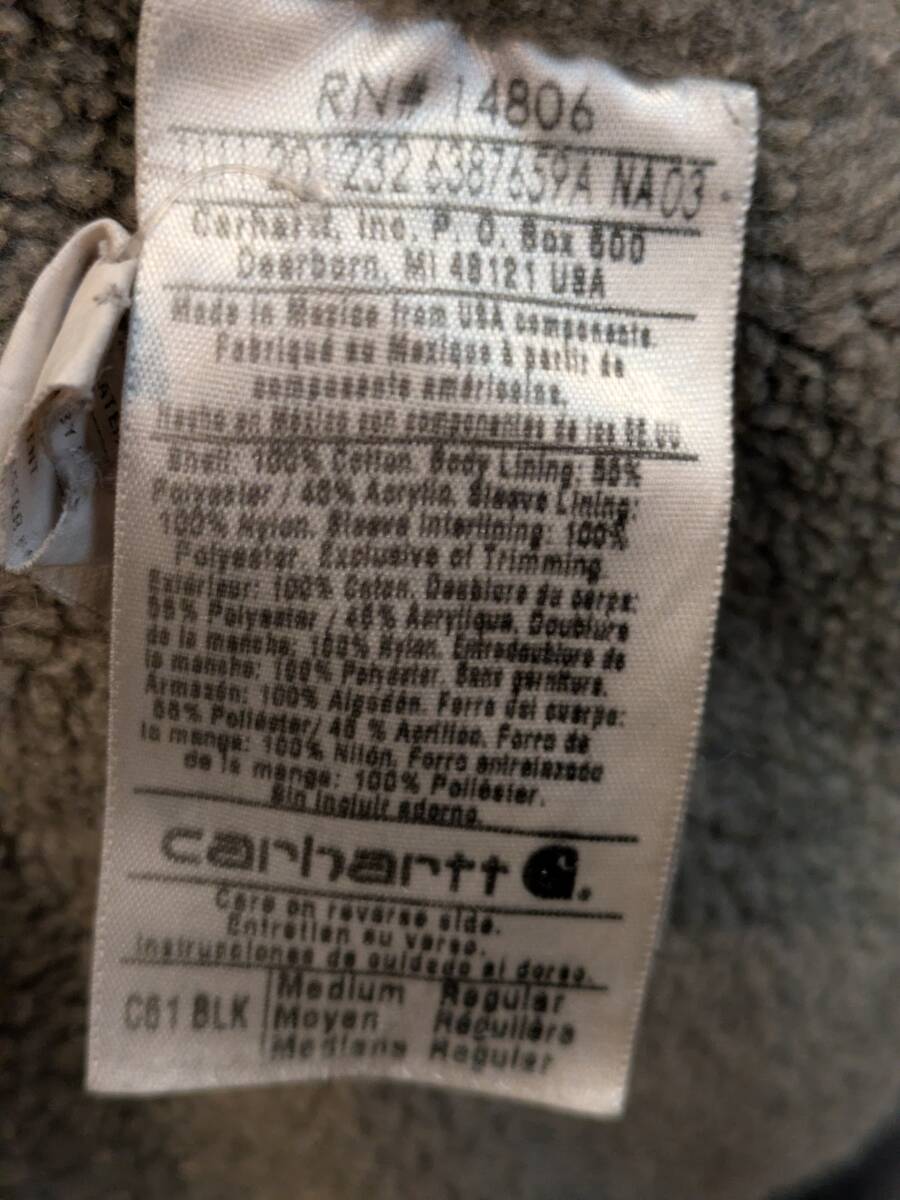 RN# 14806
232 6387659A NA03
Carhartt, Inc. P. O. Box 600
Dearborn, MI 48121 USA
Made in Mexico from USA components.
Fabriqué au Mexique à partir de
composants américains.
Hecho en México con componentes de los EE.UU.
Shell: 100% Cotton. Body Lining: 55%
Polyester / 45% Acrylic. Sleeve Lining:
100% Nylon. Sleeve Interlining: 100%
Polyester. Exclusive of Trimming
Extérieur: 100% Coton. Doublure du corps:
55% Polyester / 45% Acrylique. Doublure
de la manche: 100% Nylon. Entredoublure de
la manche: 100% Polyester. Sans garniture.
Armazón: 100% Algodón. Forro del cuerpo:
55% Poliéster/ 45 % Acrílico. Forro de
la manga: 100% Nilón. Forro entrelazado
de la manga: 100% Poliéster.
Sin incluir adorno.
carhartt
Care on reverse side.
Entretien au verso.
Instrucciones de cuidado al dorso.
C61 BLK
Medium Regular
Moyen Régulière
Mediana Regular